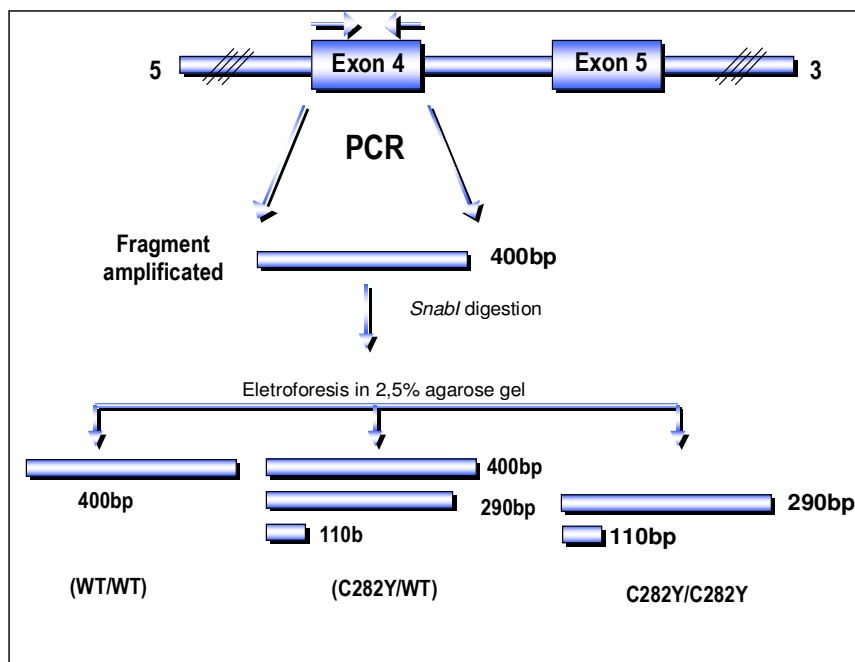 5
Exon 4
Exon 5
3
PCR
Fragment
amplificated
400bp
SnabI digestion
Eletroforesis in 2,5% agarose gel
400bp
400bp
290bp
110b
290bp
110bp
(WT/WT)
(C282Y/WT)
C282Y/C282Y